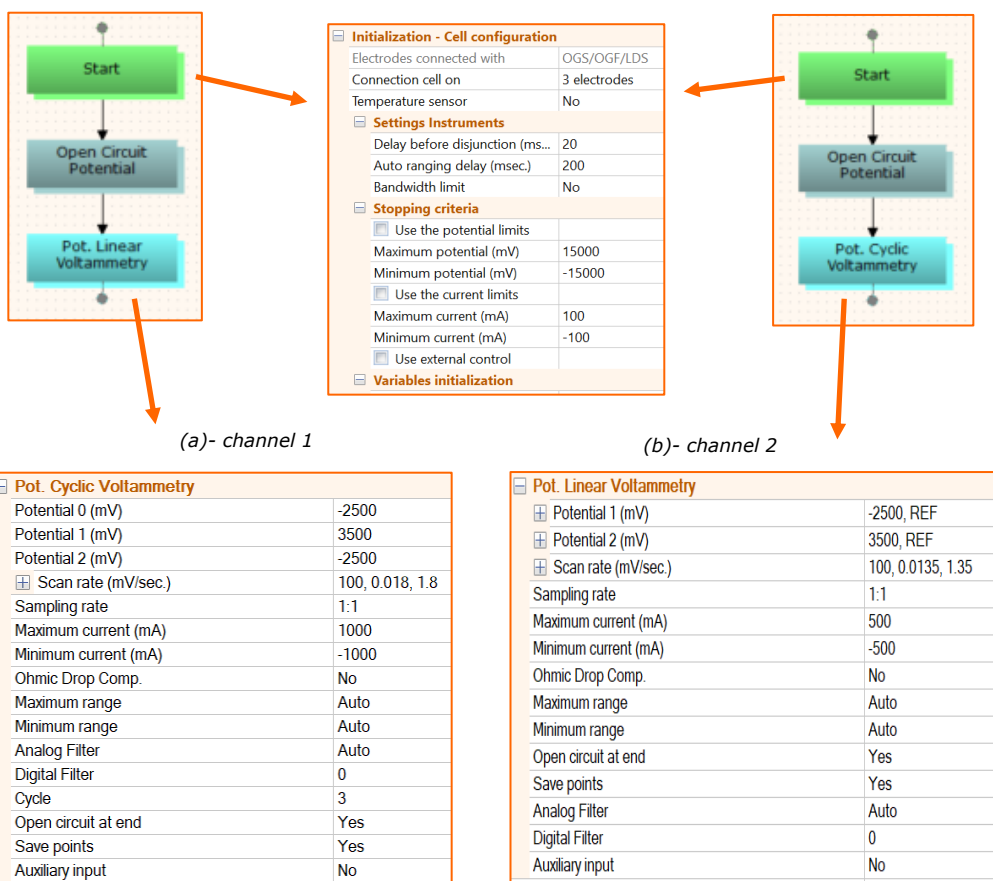 Start
Open Circuit
Potential
Pot. Linear
Voltammetry
Initialization - Cell configuration
Electrodes connected with OGS/OGF/LDS
Connection cell on 3 electrodes
Temperature sensor No
Settings Instruments
Delay before disjunction (ms... 20
Auto ranging delay (msec.) 200
Bandwidth limit No
Stopping criteria
Use the potential limits
Maximum potential (mV) 15000
Minimum potential (mV) -15000
Use the current limits
Maximum current (mA) 100
Minimum current (mA) -100
Use external control
Variables initialization
Start
Open Circuit
Potential
Pot. Cyclic
Voltammetry
(a)- channel 1
(b)- channel 2
Pot. Cyclic Voltammetry
Potential 0 (mV) -2500
Potential 1 (mV) 3500
Potential 2 (mV) -2500
Scan rate (mV/sec.) 100, 0.018, 1.8
Sampling rate 1:1
Maximum current (mA) 1000
Minimum current (mA) -1000
Ohmic Drop Comp. No
Maximum range Auto
Minimum range Auto
Analog Filter Auto
Digital Filter 0
Cycle 3
Open circuit at end Yes
Save points Yes
Auxiliary input No
Pot. Linear Voltammetry
Potential 1 (mV) -2500, REF
Potential 2 (mV) 3500, REF
Scan rate (mV/sec.) 100, 0.0135, 1.35
Sampling rate 1:1
Maximum current (mA) 500
Minimum current (mA) -500
Ohmic Drop Comp. No
Maximum range Auto
Minimum range Auto
Open circuit at end Yes
Save points Yes
Analog Filter Auto
Digital Filter 0
Auxiliary input No